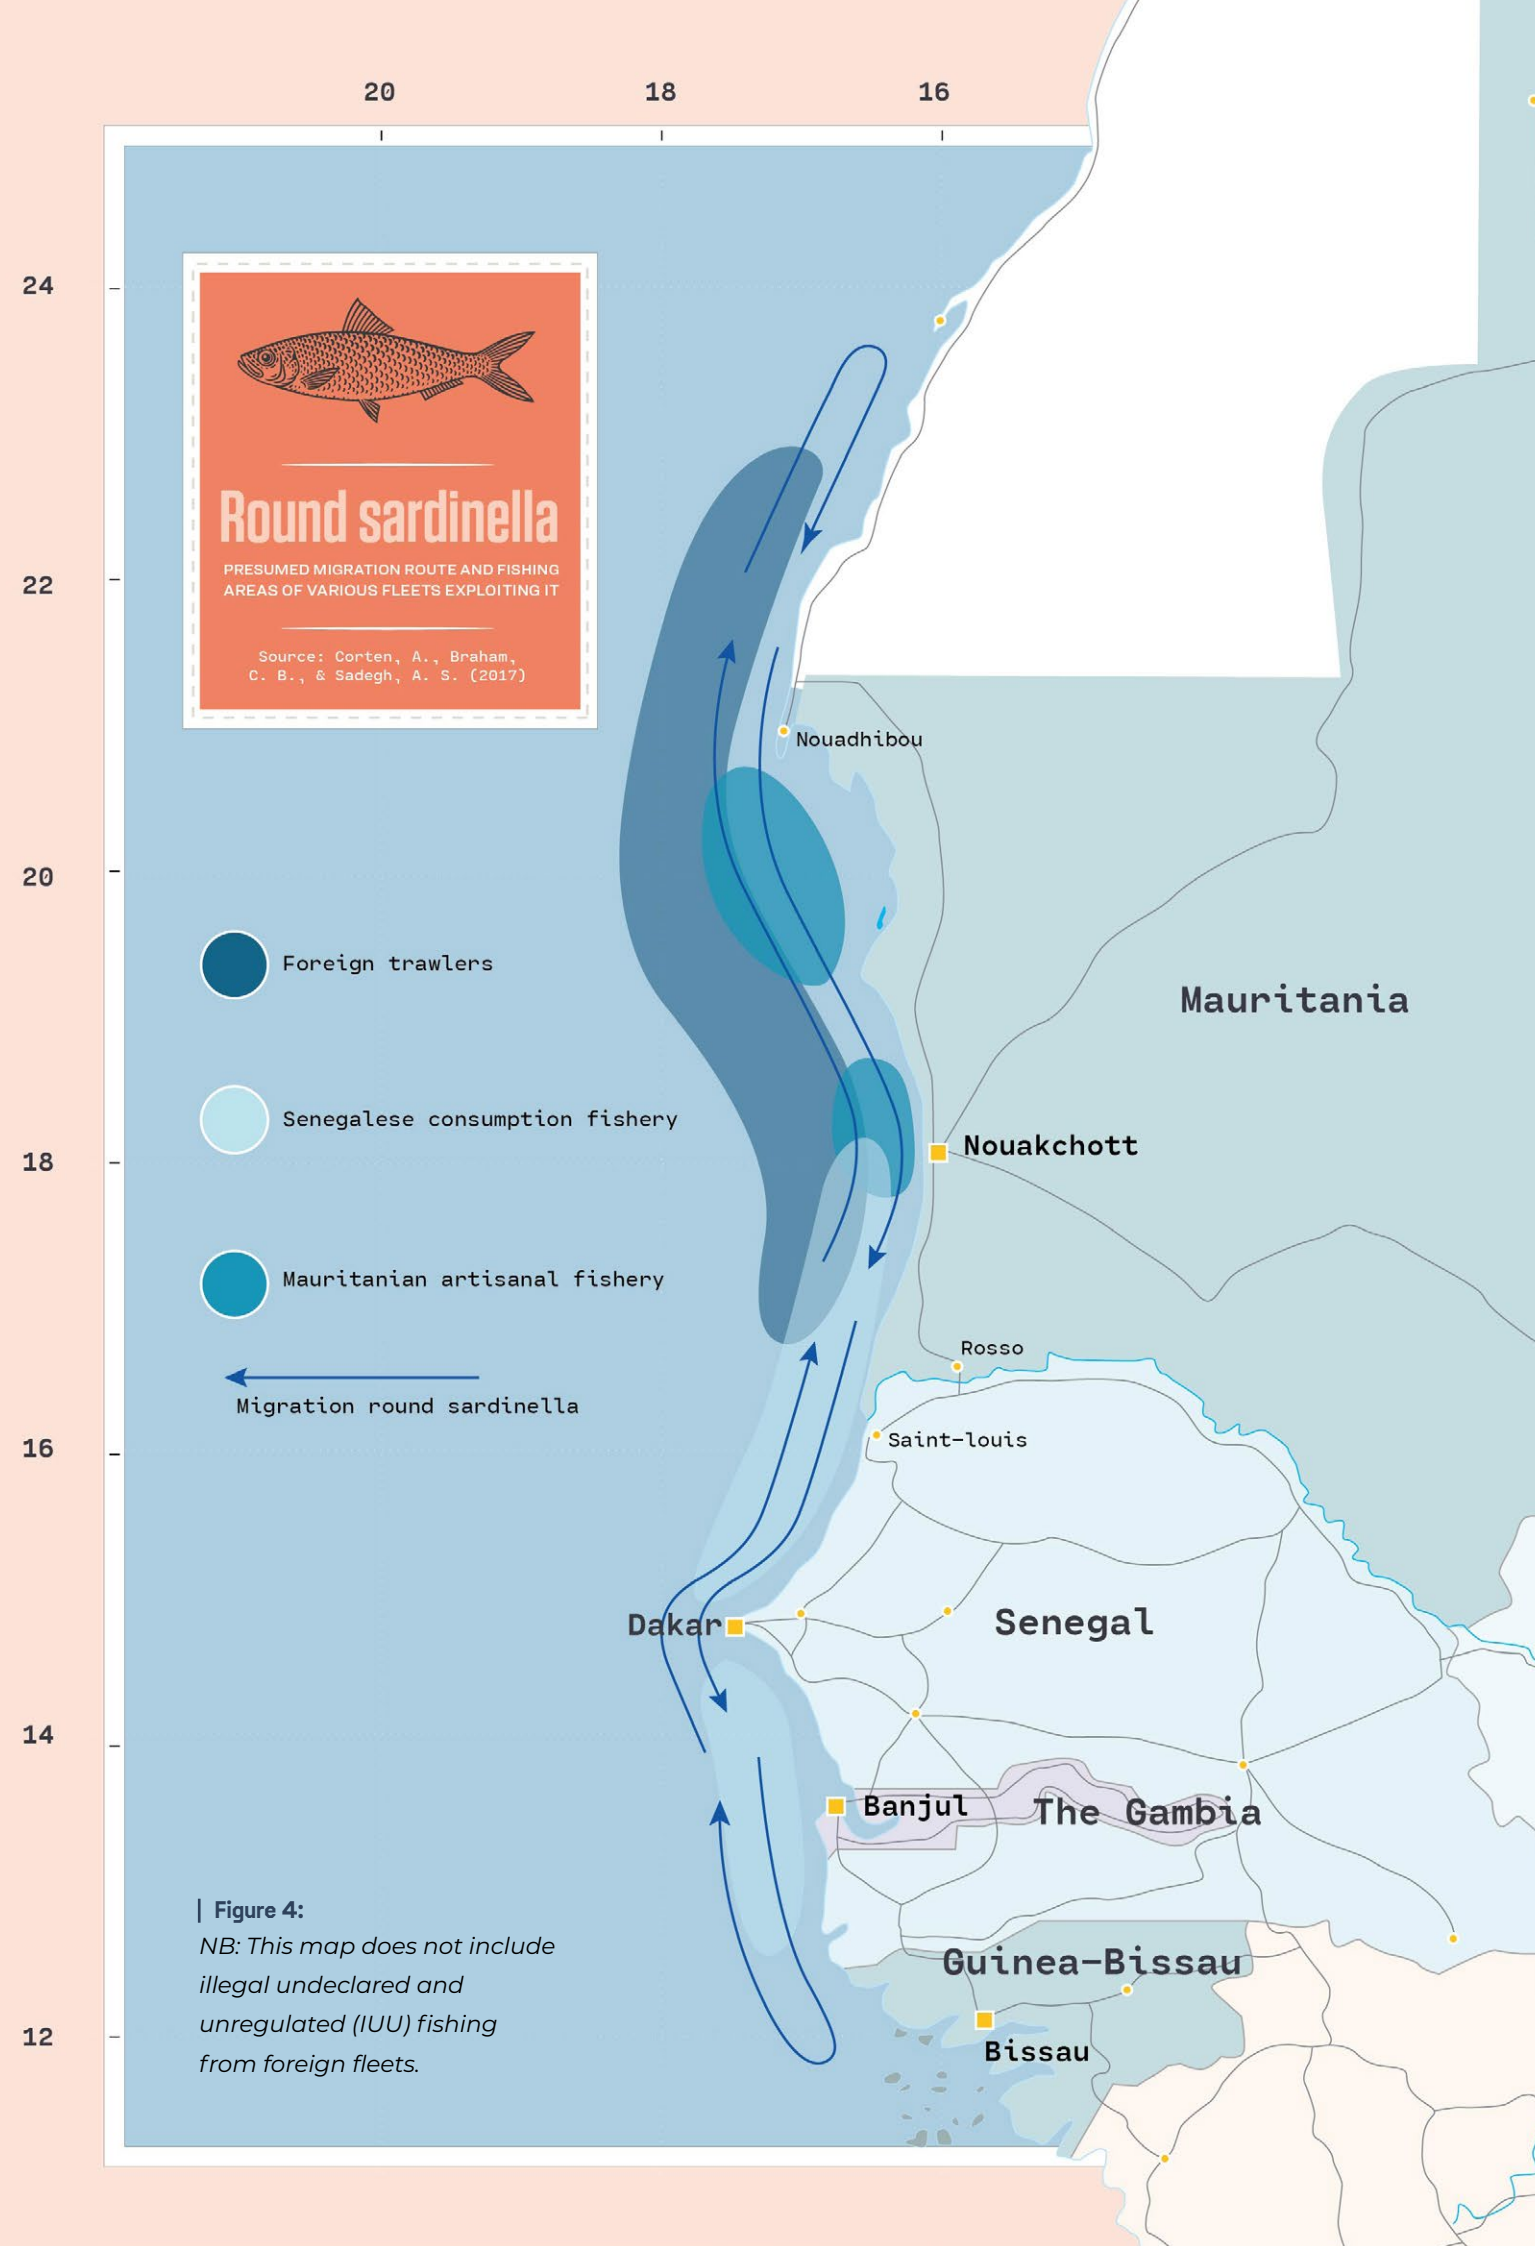 20
18
16
24
22
20
18
16
14
12
Round sardinella
PRESUMED MIGRATION ROUTE AND FISHING
AREAS OF VARIOUS FLEETS EXPLOITING IT
Source: Corten, A., Braham,
C. B., & Sadegh, A. S. (2017)
Nouadhibou
Foreign trawlers
Mauritania
Senegalese consumption fishery
Nouakchott
Mauritanian artisanal fishery
Rosso
Migration round sardinella
Saint-louis
Dakar
Senegal
Banjul
The Gambia
Figure 4:
NB: This map does not include
illegal undeclared and
unregulated (IUU) fishing
from foreign fleets.
Guinea-Bissau
Bissau